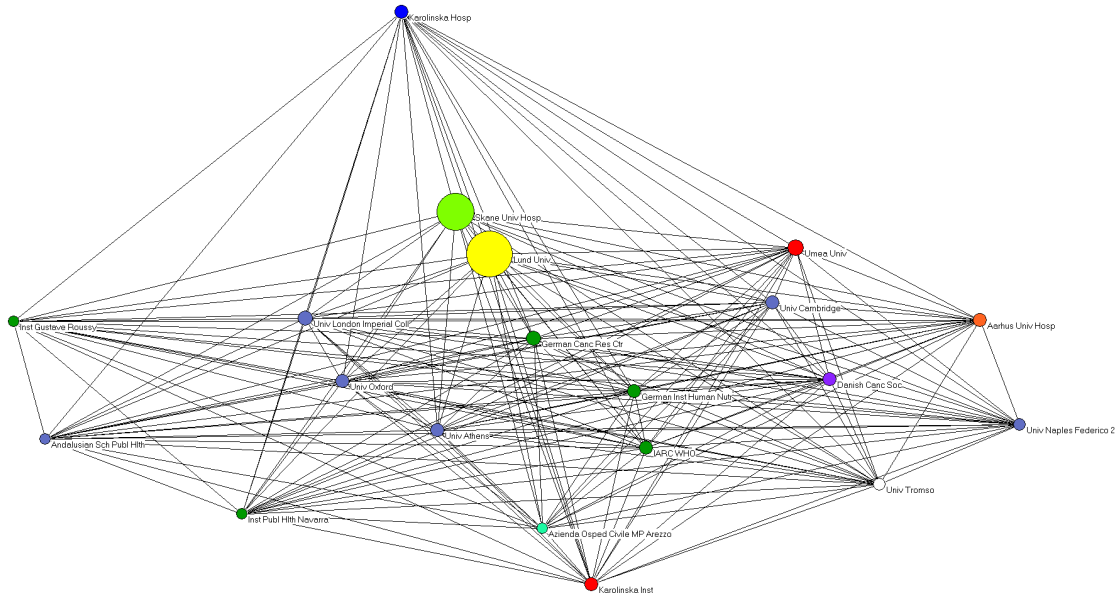 Karolinska Hosp
Skane Univ Hosp
Lund Univ
Umea Univ
Univ Cambridge
Inst Gustave Roussy
Univ London Imperial Coll
Aarhus Univ Hosp
German Canc Res Ctr
Univ Oxford
Danish Canc Soc
German Inst Human Nutr
Andalusian Sch Publ Hlth
Univ Athens
Univ Naples Federico 2
IARC WHO
Univ Tromso
Inst Publ Hlth Navarra
Azienda Osped Civile MP Arezzo
Karolinska Inst